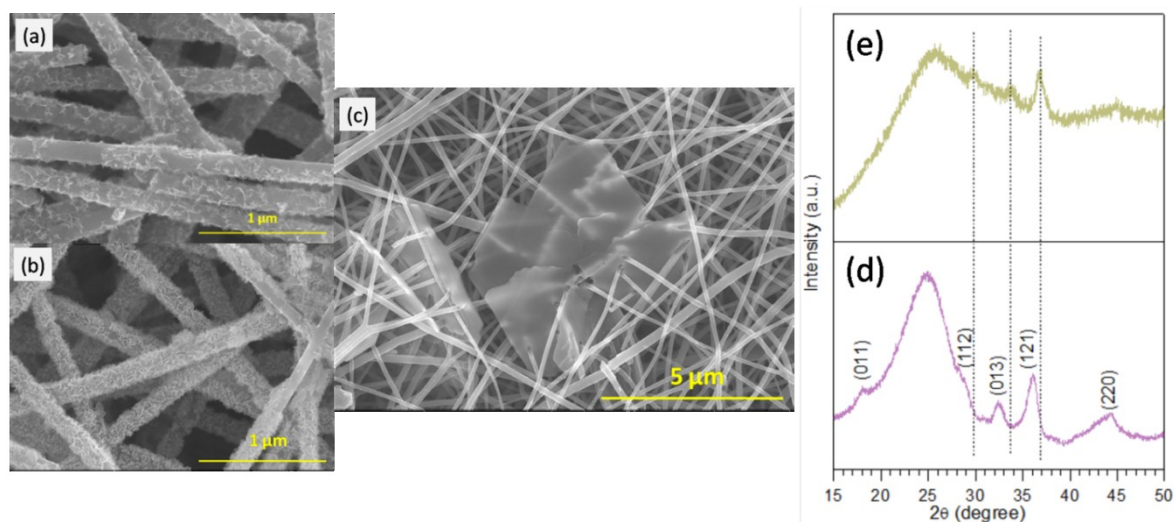 (a)
1 µm
(b)
1 µm
(c)
5 µm
(e)
(d)
(011)
(112)
(013)
(121)
(220)
Intensity (a.u.)
15 20 25 30 35 40 45 50
2θ (degree)